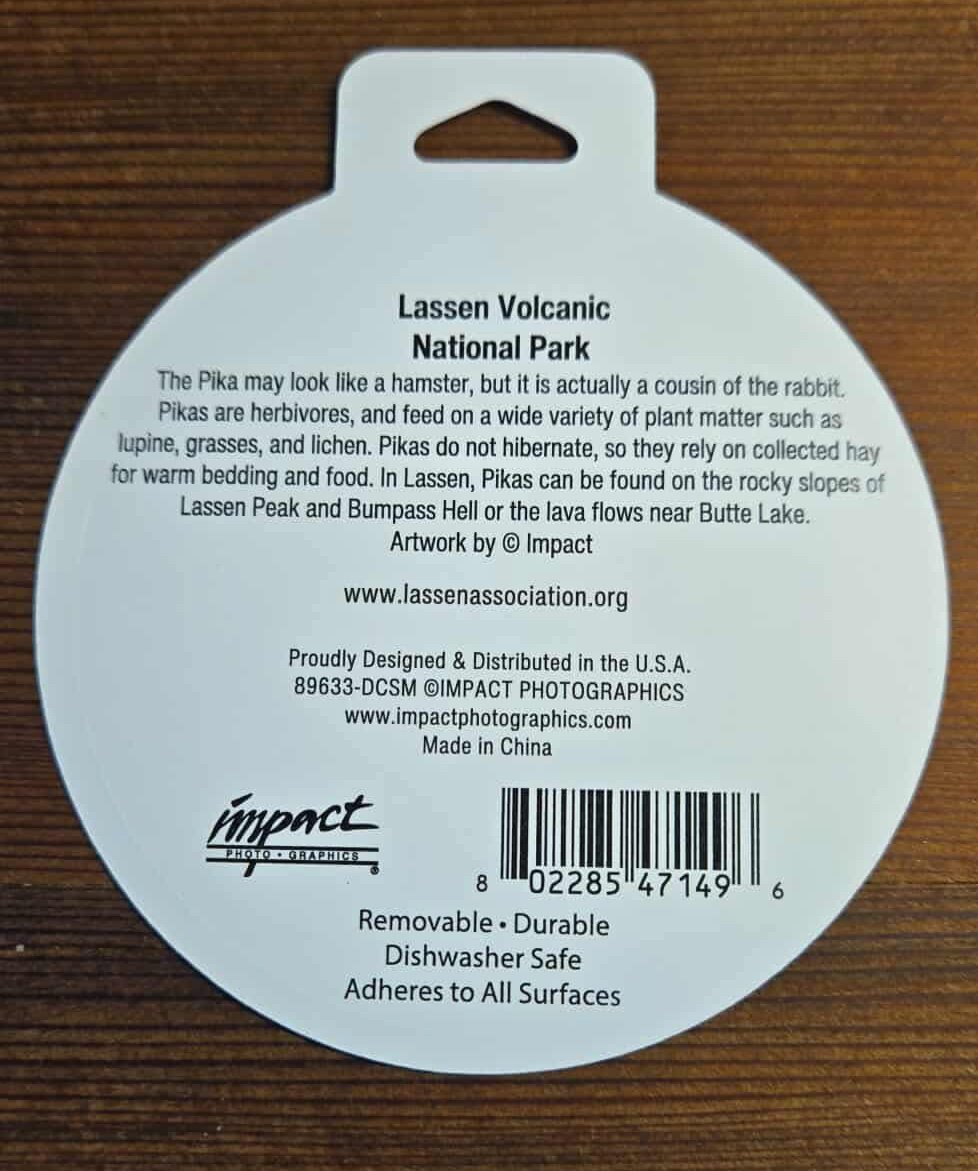 Lassen Volcanic
National Park
The Pika may look like a hamster, but it is actually a cousin of the rabbit.
Pikas are herbivores, and feed on a wide variety of plant matter such as
lupine, grasses, and lichen. Pikas do not hibernate, so they rely on collected hay
for warm bedding and food. In Lassen, Pikas can be found on the rocky slopes of
Lassen Peak and Bumpass Hell or the lava flows near Butte Lake.
Artwork by © Impact
www.lassenassociation.org
Proudly Designed & Distributed in the U.S.A.
89633-DCSM ©IMPACT PHOTOGRAPHICS
www.impactphotographics.com
Made in China
impact
PHOTO • GRAPHICS ®
8 02285 47149 6
Removable • Durable
Dishwasher Safe
Adheres to All Surfaces